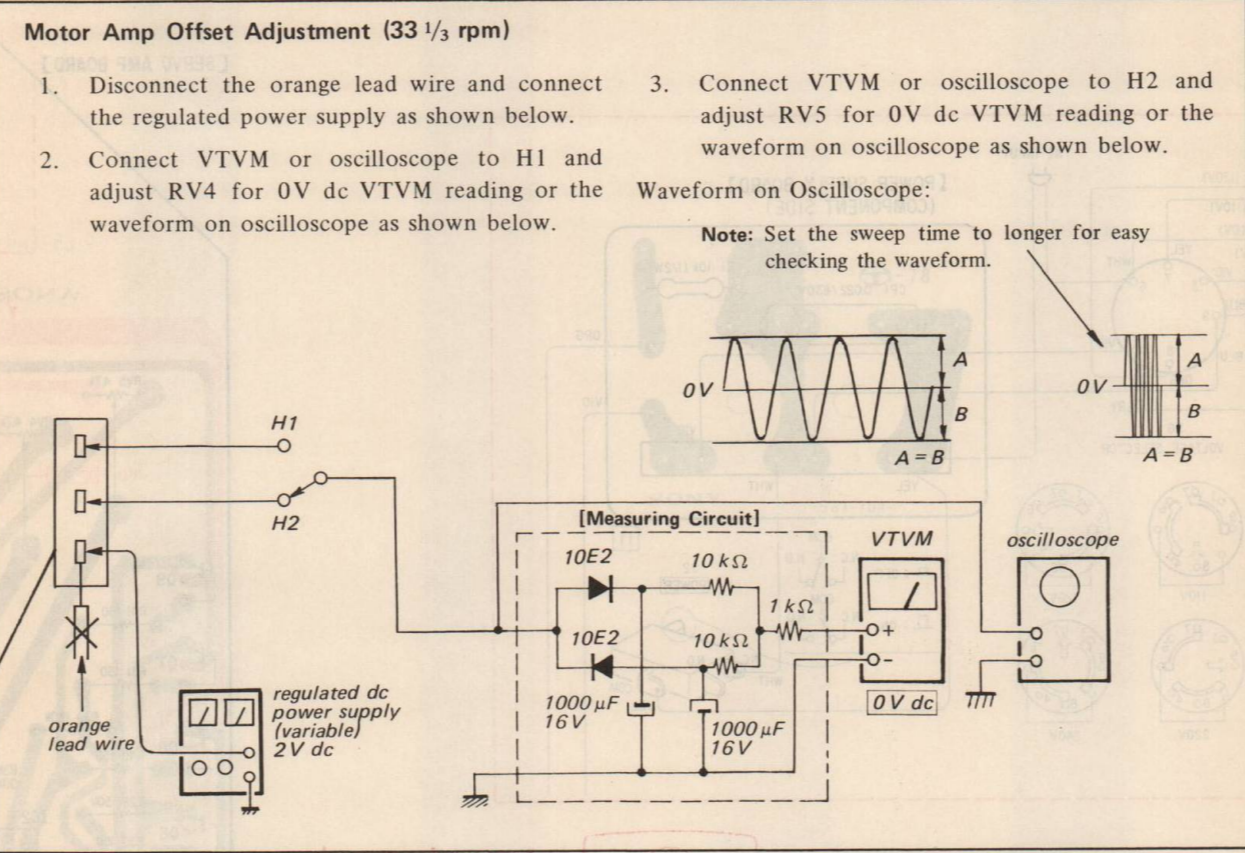 Motor Amp Offset Adjustment (33 1/3 rpm)
1. Disconnect the orange lead wire and connect
the regulated power supply as shown below.
2. Connect VTVM or oscilloscope to H1 and
adjust RV4 for 0V dc VTVM reading or the
waveform on oscilloscope as shown below.
3. Connect VTVM or oscilloscope to H2 and
adjust RV5 for 0V dc VTVM reading or the
waveform on oscilloscope as shown below.
Waveform on Oscilloscope:
Note: Set the sweep time to longer for easy
checking the waveform.
0V
A
B
A = B
0V
A
B
A = B
H1
H2
[Measuring Circuit]
10E2
10 kΩ
1 kΩ
10E2
10 kΩ
1000 µF
16V
1000 µF
16V
VTVM
+
−
0V dc
oscilloscope
orange
lead wire
regulated dc
power supply
(variable)
2V dc